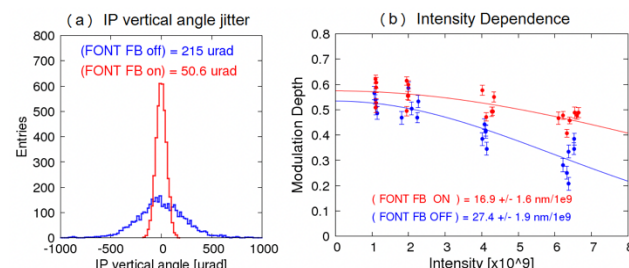 ( a ) IP vertical angle jitter
(FONT FB off) = 215 urad
(FONT FB on) = 50.6 urad
Entries
800
700
600
500
400
300
200
100
0
-1000 -500 0 500 1000
IP vertical angle [urad]
( b ) Intensity Dependence
Modulation Depth
0.8
0.7
0.6
0.5
0.4
0.3
0.2
0.1
0
( FONT FB ON ) = 16.9 +/- 1.6 nm/1e9
( FONT FB OFF ) = 27.4 +/- 1.9 nm/1e9
0 1 2 3 4 5 6 7 8
Intensity [x10^9]